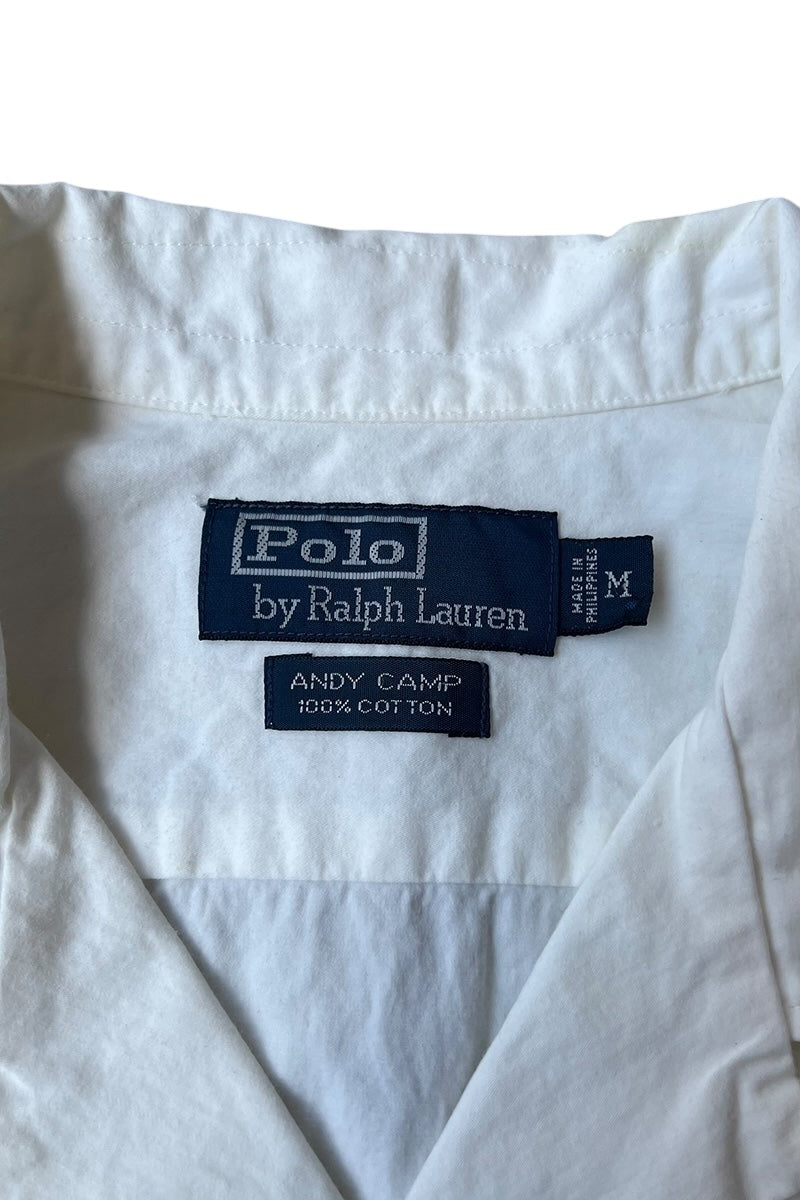 Polo
by Ralph Lauren
MADE IN
PHILIPPINES
M
ANDY CAMP
100% COTTON